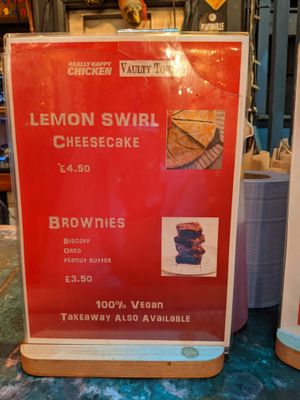 REALLY HAPPY
CHICKEN
VAULTY TOWERS
LEMON SWIRL
CHEESECAKE
£4.50
BROWNIES
BISCOFF
OREO
PEANUT BUTTER
£3.50
100% VEGAN
TAKEAWAY ALSO AVAILABLE
PENTONVILLE